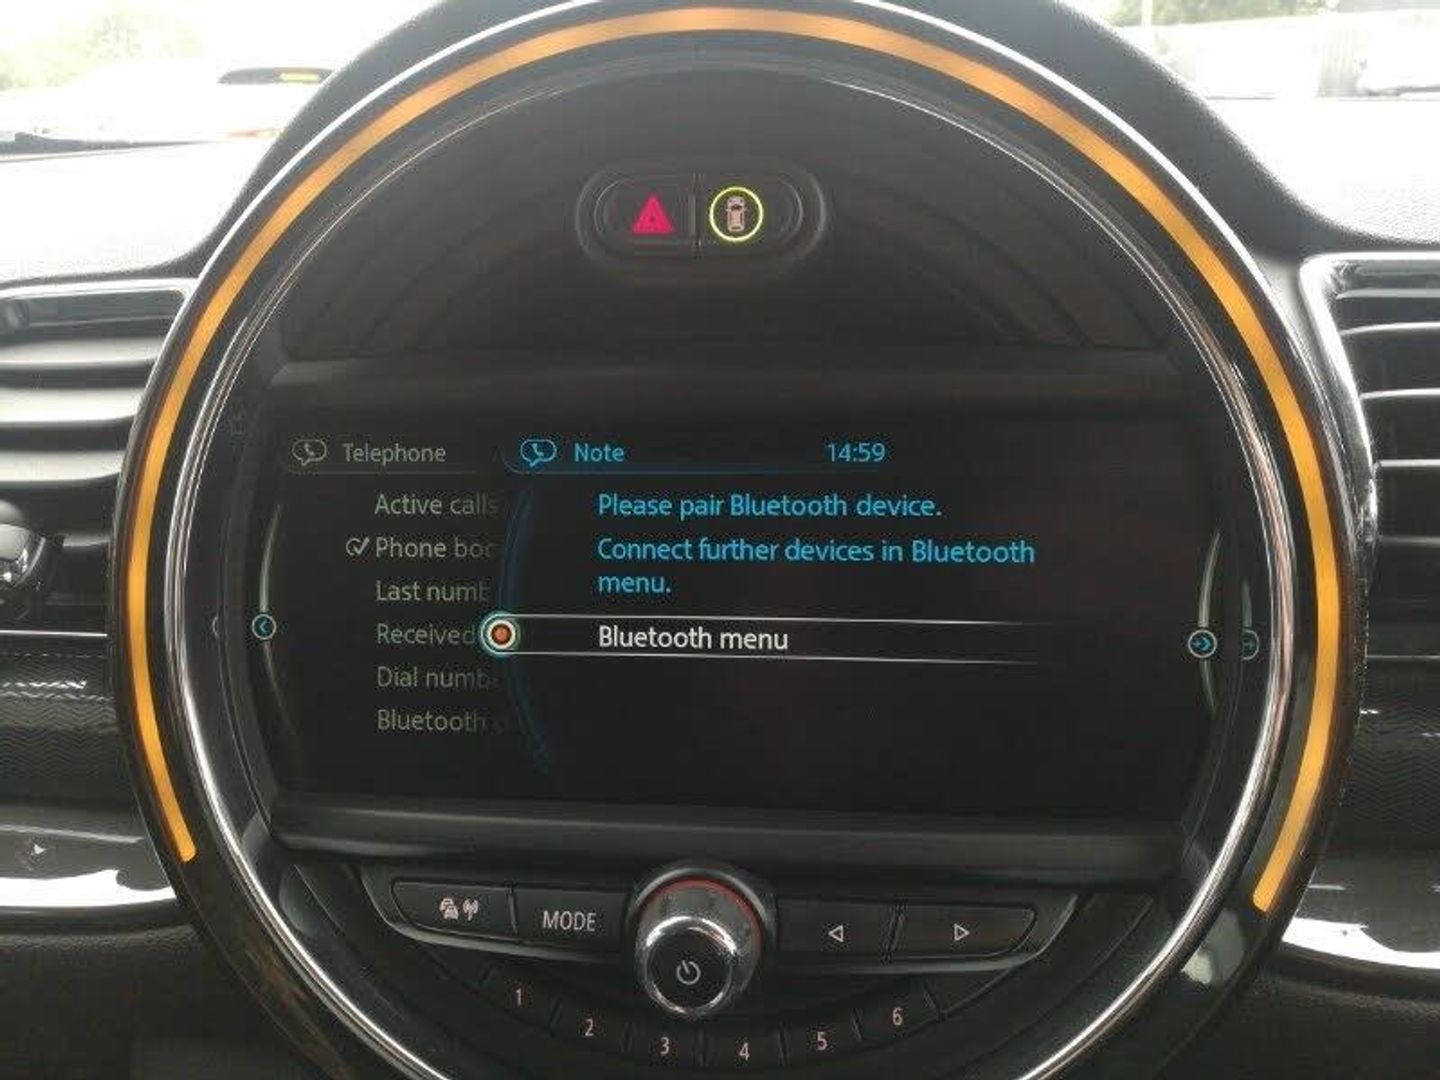 Telephone
Note
14:59
Active calls
Please pair Bluetooth device.
Phone boo
Connect further devices in Bluetooth
menu.
Last numb
Received
Bluetooth menu
Dial numb
Bluetooth
MODE
1
2
3
4
5
6